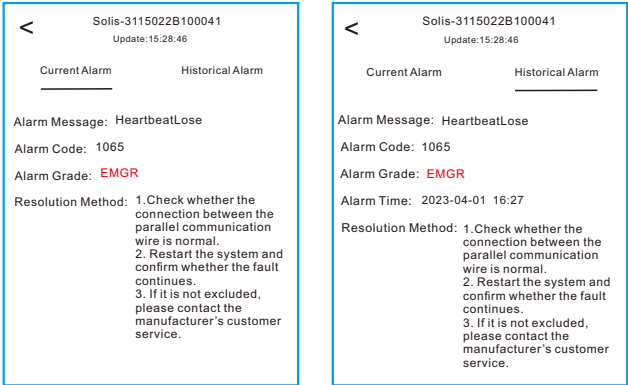 <
Solis-3115022B100041
Update:15:28:46
Current Alarm
Historical Alarm
Alarm Message: HeartbeatLose
Alarm Code: 1065
Alarm Grade: EMGR
Resolution Method: 1.Check whether the
connection between the
parallel communication
wire is normal.
2. Restart the system and
confirm whether the fault
continues.
3. If it is not excluded,
please contact the
manufacturer's customer
service.
<
Solis-3115022B100041
Update:15:28:46
Current Alarm
Historical Alarm
Alarm Message: HeartbeatLose
Alarm Code: 1065
Alarm Grade: EMGR
Alarm Time: 2023-04-01 16:27
Resolution Method: 1.Check whether the
connection between the
parallel communication
wire is normal.
2. Restart the system and
confirm whether the fault
continues.
3. If it is not excluded,
please contact the
manufacturer's customer
service.